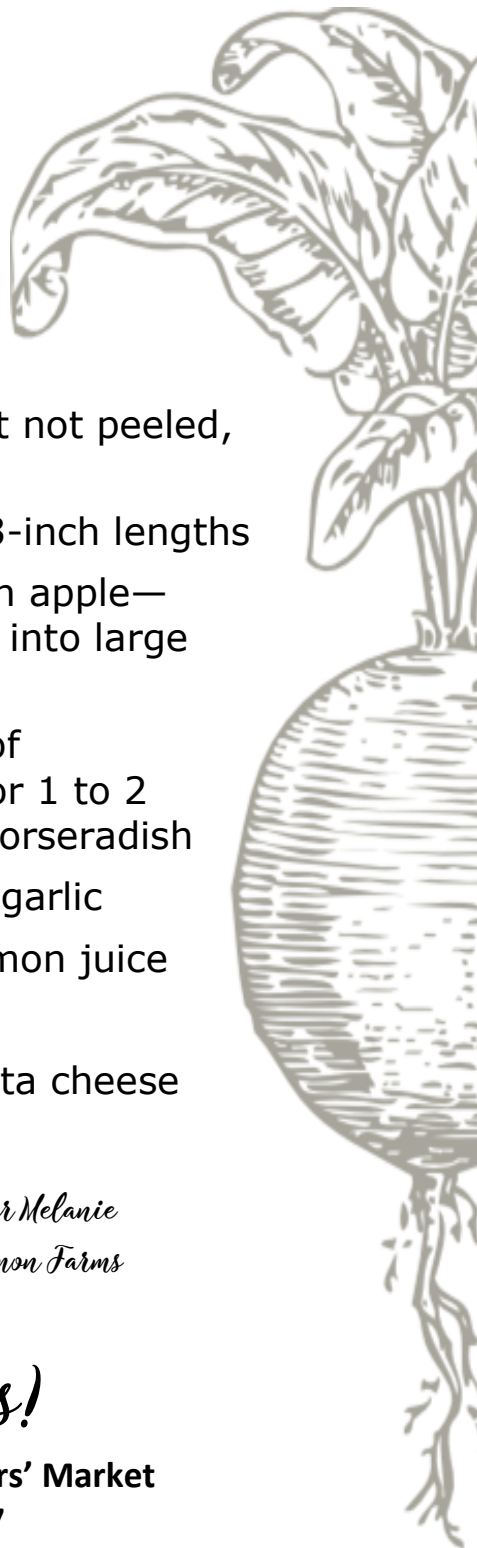 t not peeled,
3-inch lengths
n apple—
into large
of
or 1 to 2
orseradish
garlic
mon juice
ta cheese
r Melanie
mon Farms
s!
rs’ Market